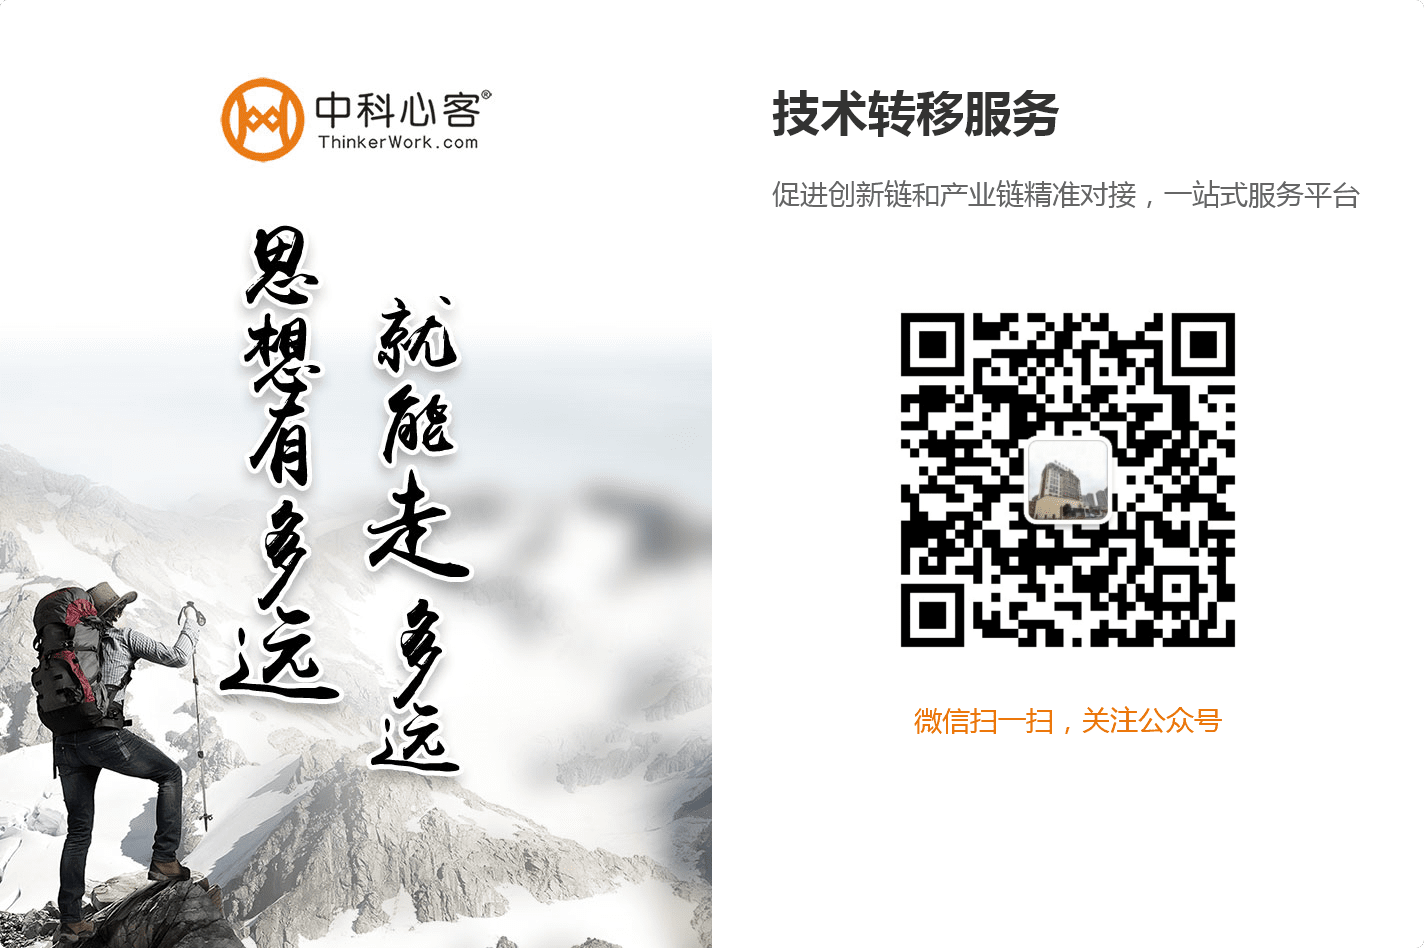 中科心客®
ThinkerWork.com
思想有多远
就能走多远
技术转移服务
促进创新链和产业链精准对接，一站式服务平台
微信扫一扫，关注公众号